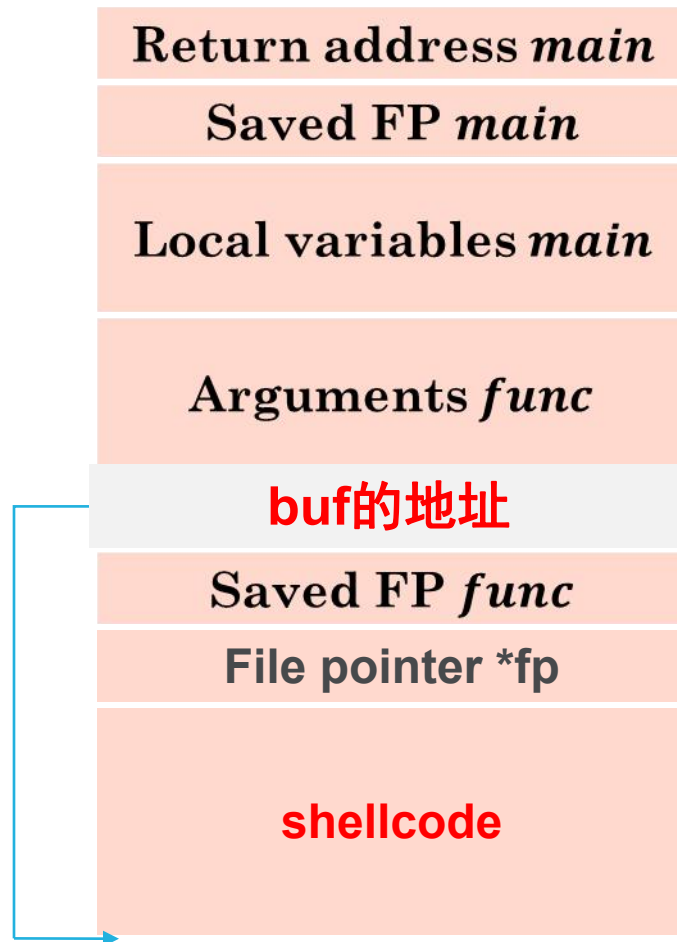 Return address main
Saved FP main
Local variables main
Arguments func
buf的地址
Saved FP func
File pointer *fp
shellcode